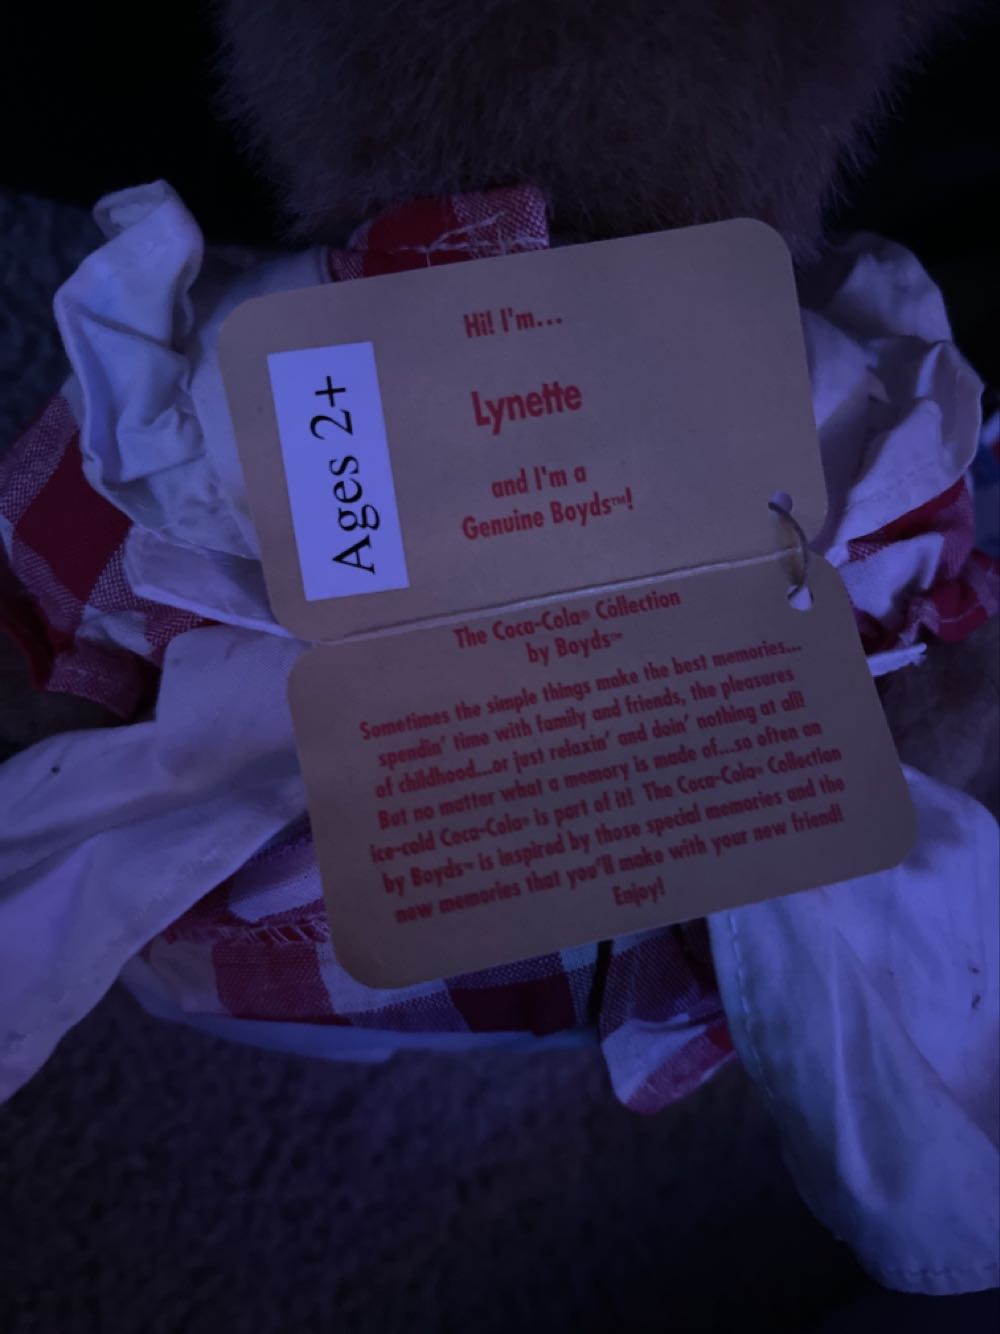 Hi! I'm...
Lynette
and I'm a
Genuine Boyds™!
Ages 2+
The Coca-Cola® Collection
by Boyds™
Sometimes the simple things make the best memories...
spendin' time with family and friends, the pleasures
of childhood...or just relaxin' and doin' nothing at all!
But no matter what a memory is made of...so often an
ice-cold Coca-Cola® is part of it! The Coca-Cola® Collection
by Boyds™ is inspired by those special memories and the
new memories that you'll make with your new friend!
Enjoy!